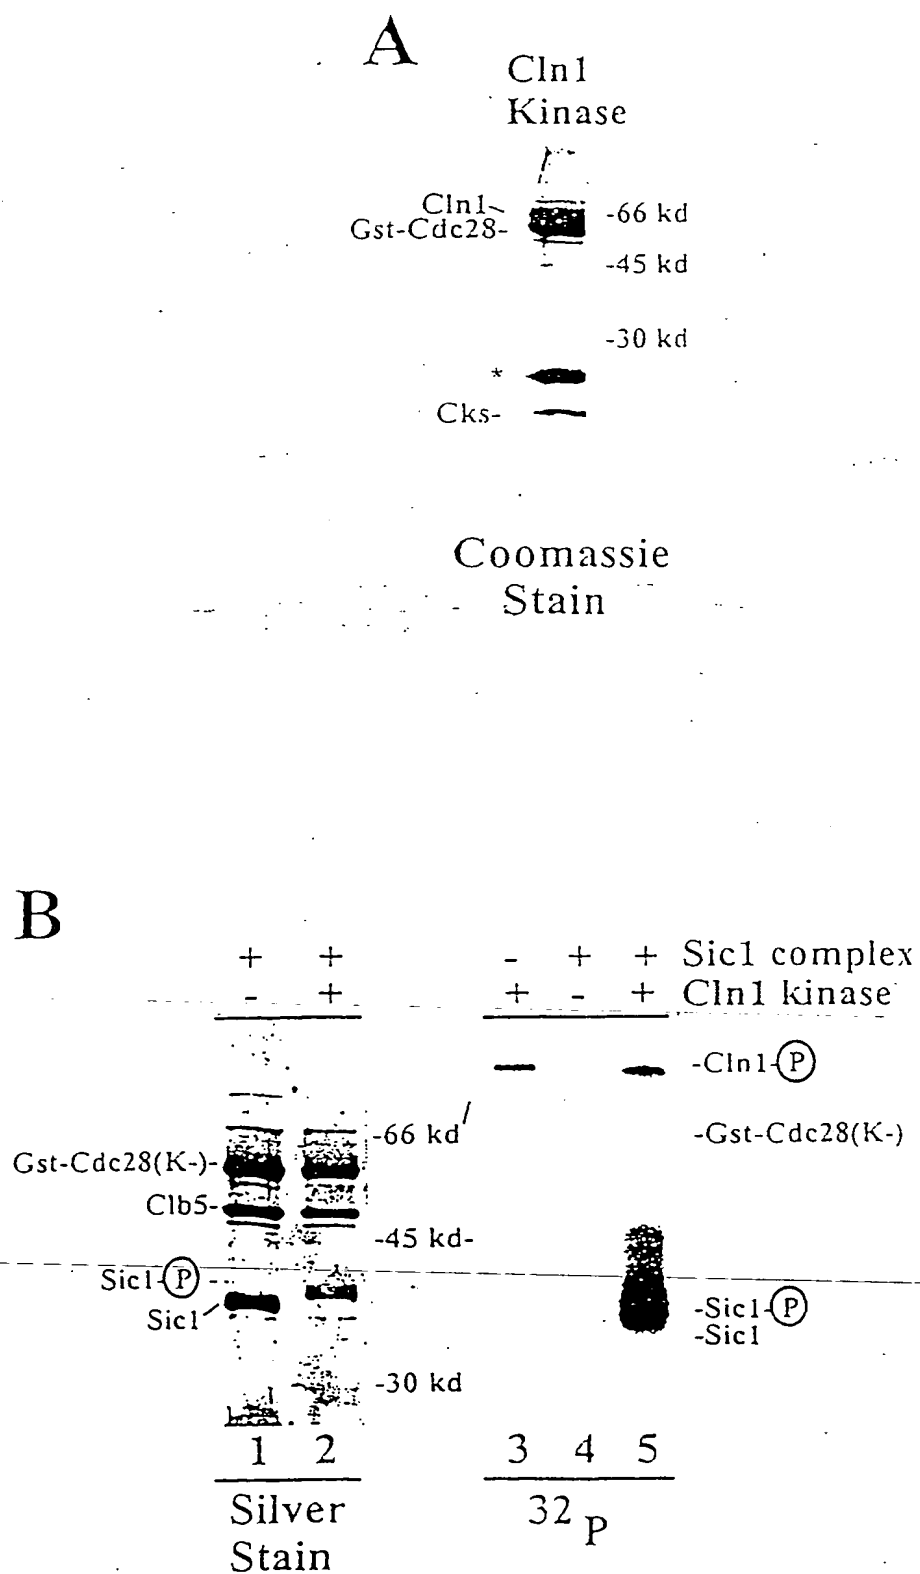 A
Cln1
Kinase
Cln1
Gst-Cdc28-
-66 kd
-45 kd
-30 kd
*
Cks-
Coomassie
Stain
B
+ + - + + Sic1 complex
- + + - + Cln1 kinase
-Cln1-P
-66 kd
-Gst-Cdc28(K-)
Gst-Cdc28(K-)-
Clb5-
-45 kd-
Sic1-P --
Sic1
-Sic1-P
-Sic1
-30 kd
1 2 3 4 5
Silver
Stain
32P